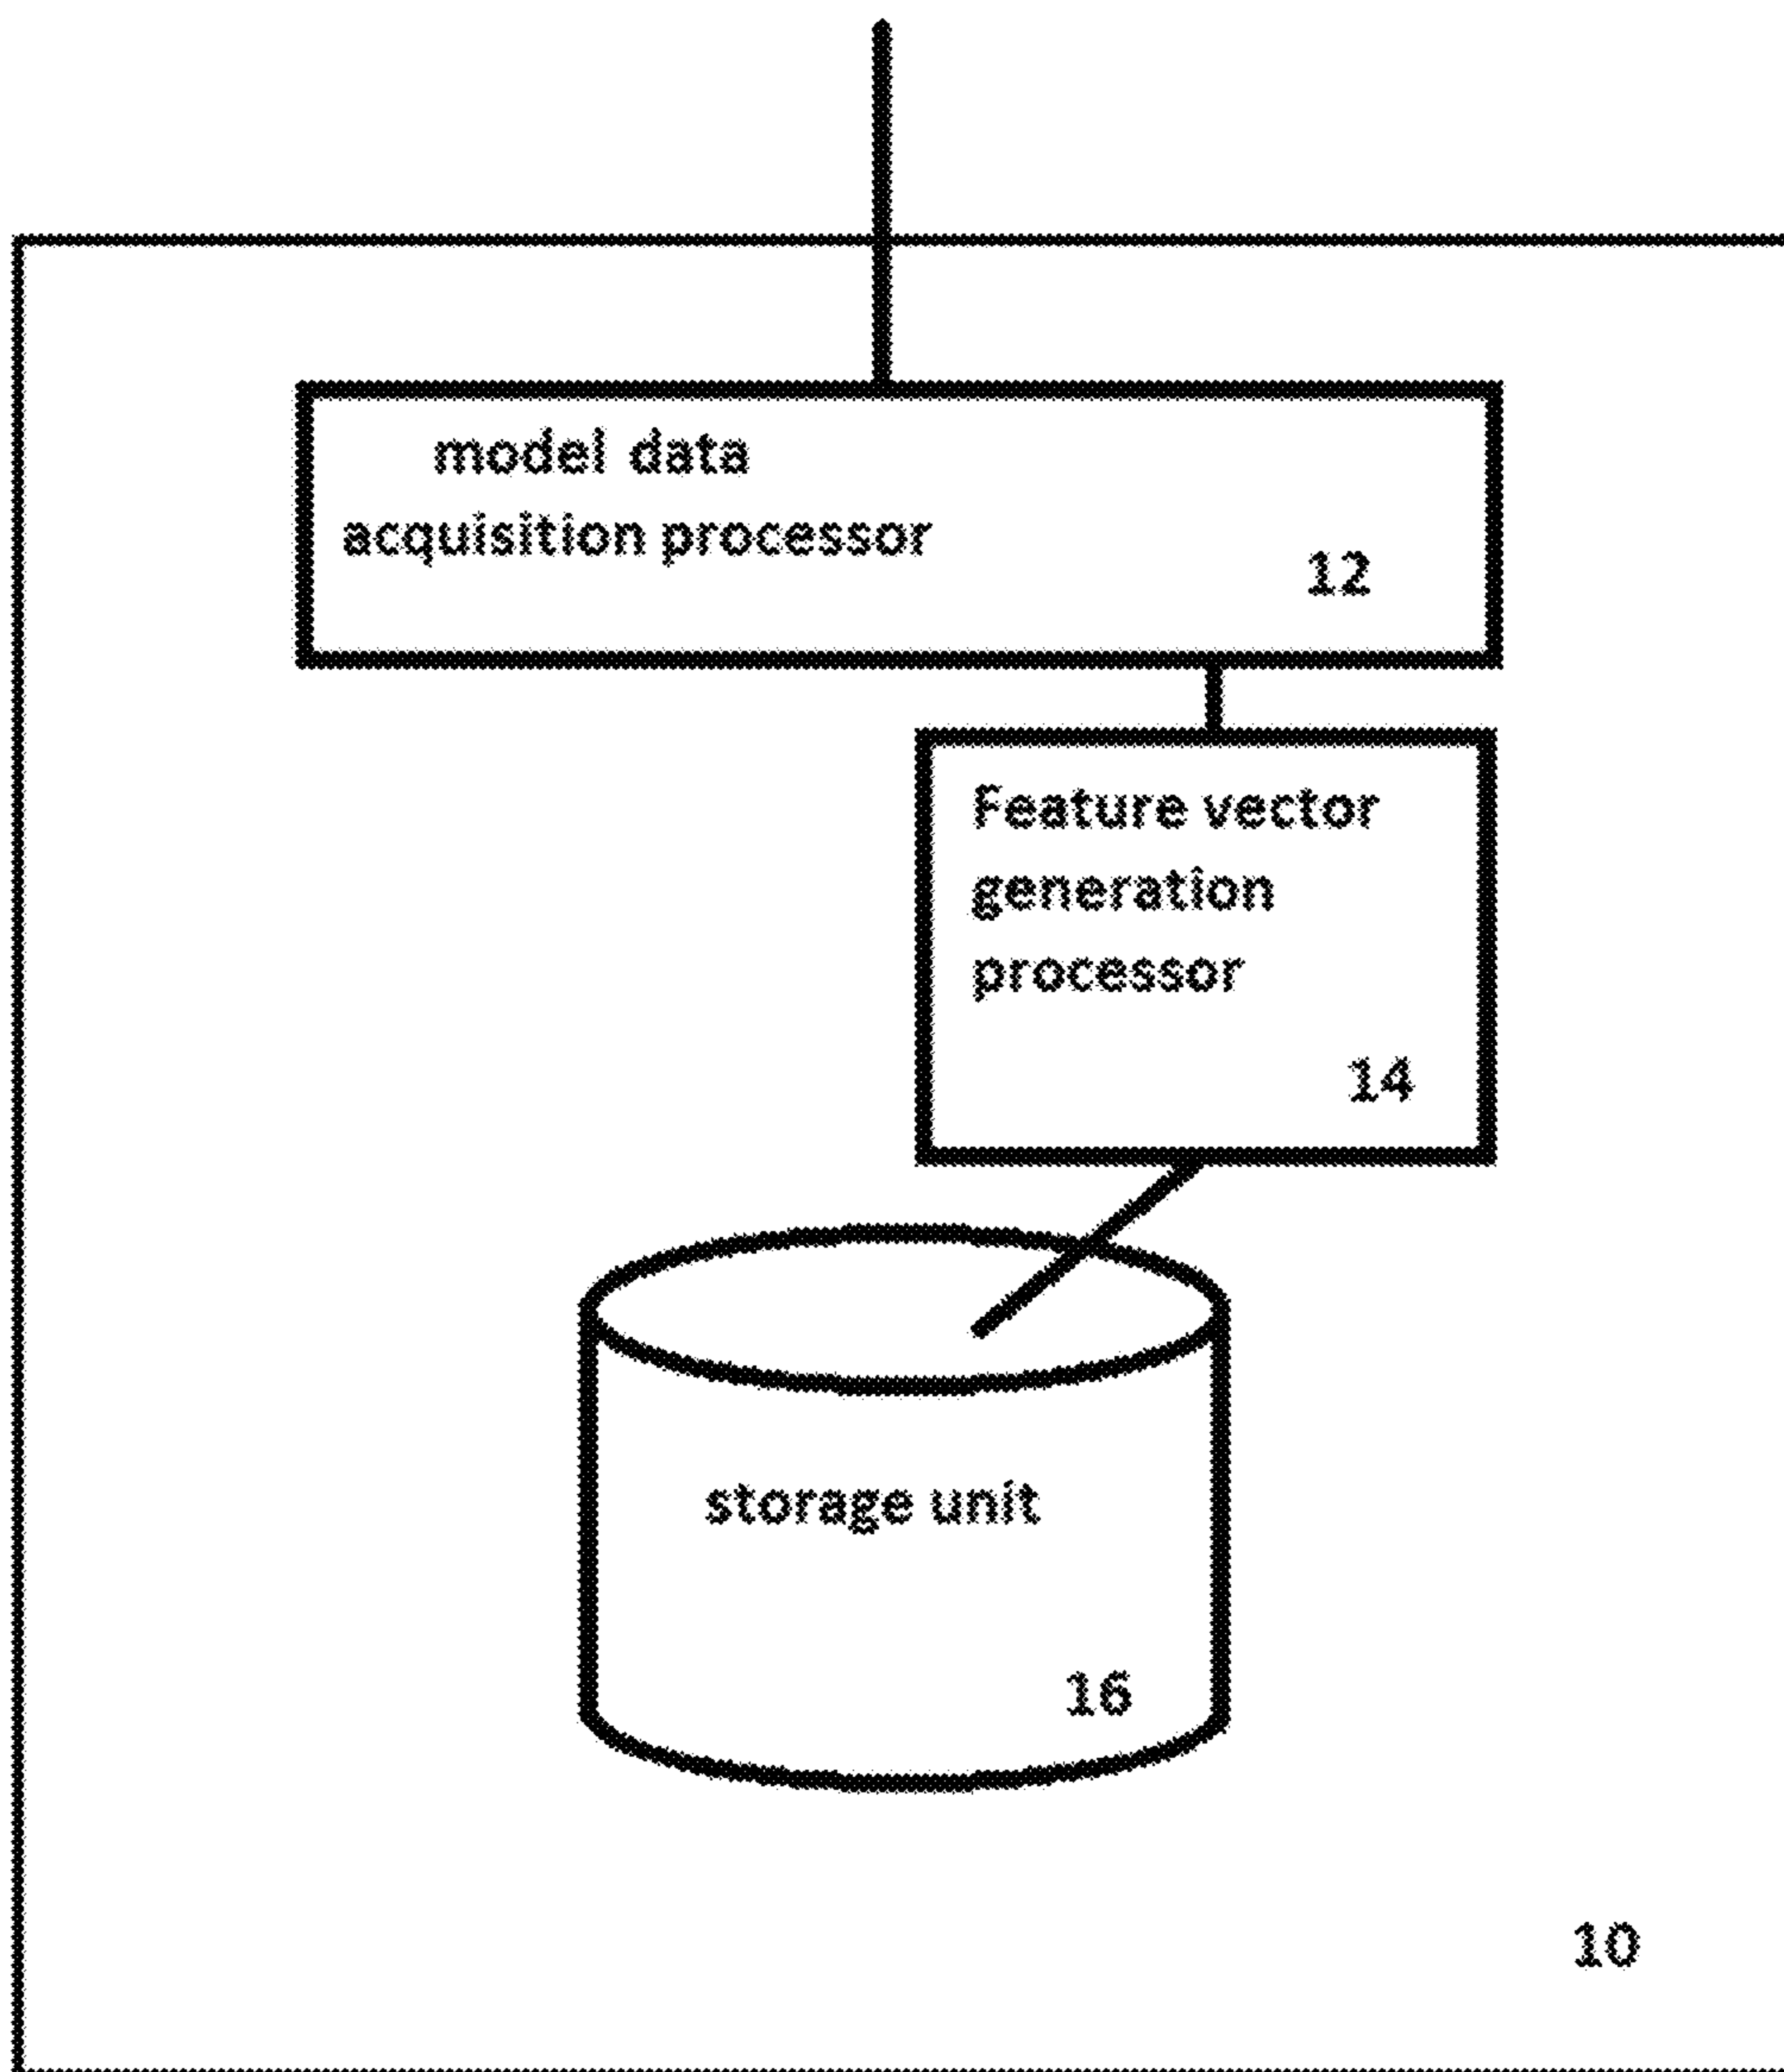 model data
acquisition processor
12
Feature vector
generation
processor
14
storage unit
16
10